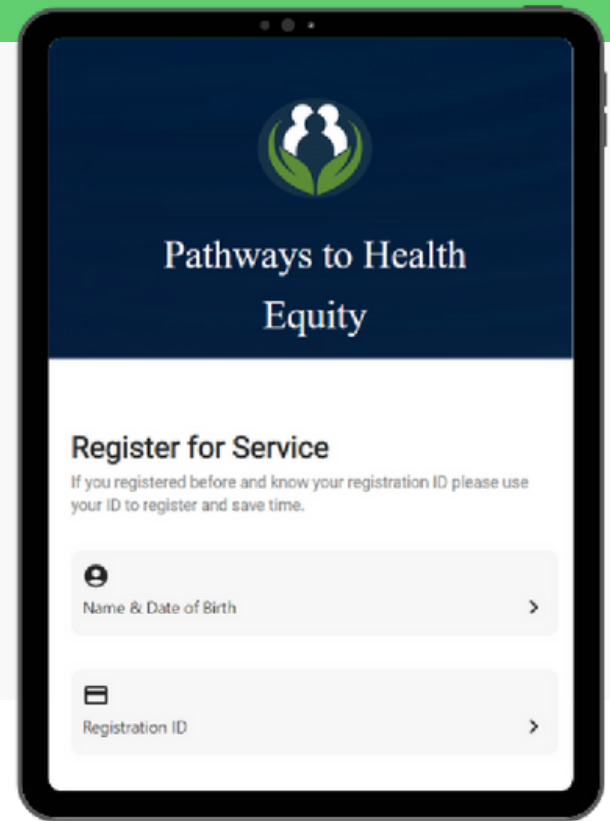 Pathways to Health
Equity
Register for Service
If you registered before and know your registration ID please use
your ID to register and save time.
Name & Date of Birth
Registration ID